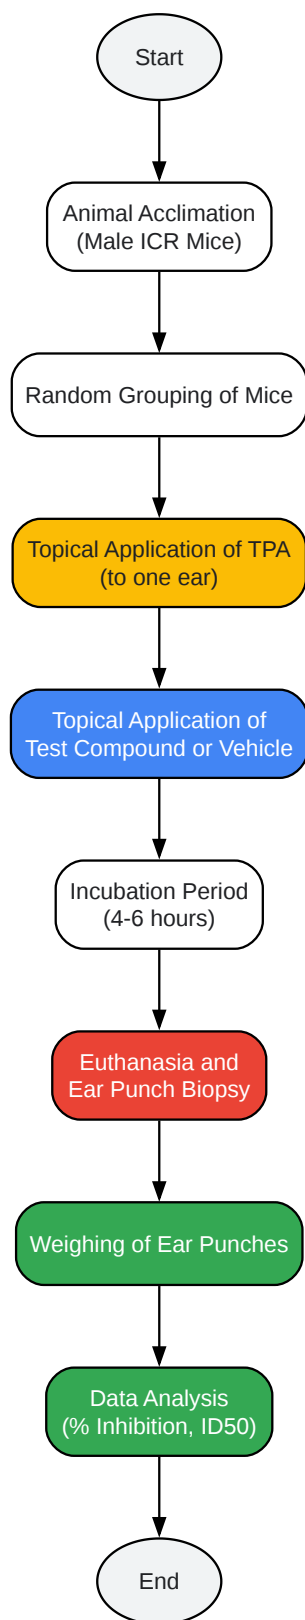 Start
Animal Acclimation
(Male ICR Mice)
Random Grouping of Mice
Topical Application of TPA
(to one ear)
Topical Application of
Test Compound or Vehicle
Incubation Period
(4-6 hours)
Euthanasia and
Ear Punch Biopsy
Weighing of Ear Punches
Data Analysis
(% Inhibition, ID50)
End